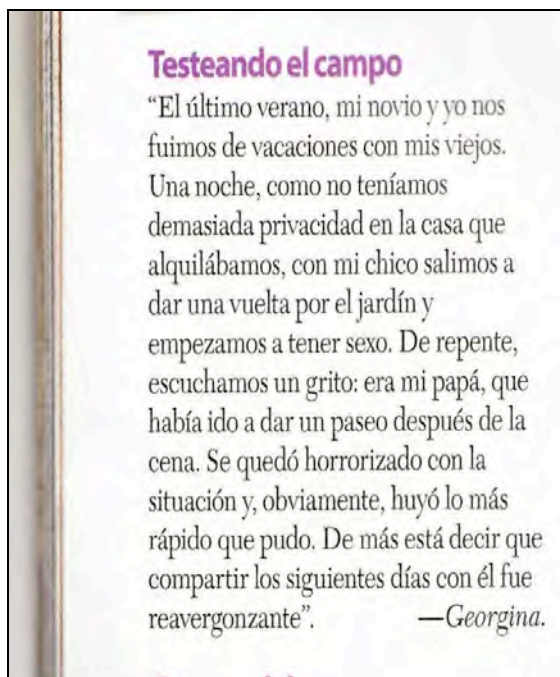 Testeando el campo
“El último verano, mi novio y yo nos
fuimos de vacaciones con mis viejos.
Una noche, como no teníamos
demasiada privacidad en la casa que
alquilábamos, con mi chico salimos a
dar una vuelta por el jardín y
empezamos a tener sexo. De repente,
escuchamos un grito: era mi papá, que
había ido a dar un paseo después de la
cena. Se quedó horrorizado con la
situación y, obviamente, huyó lo más
rápido que pudo. De más está decir que
compartir los siguientes días con él fue
reavergonzante”. —Georgina.